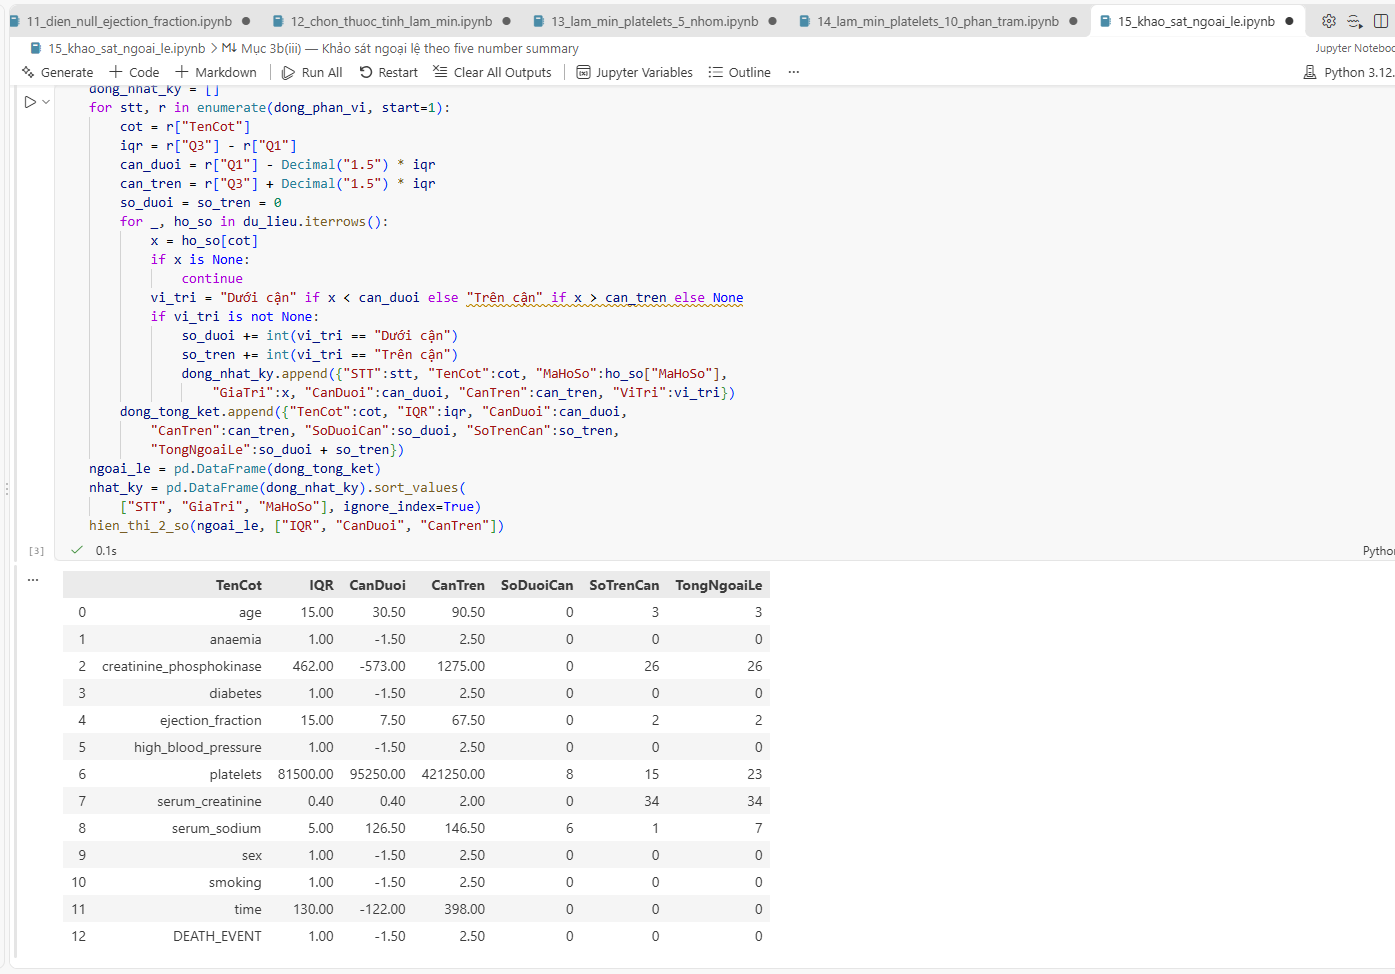 11_dien_null_ejection_fraction.ipynb
12_chon_thuoc_tinh_lam_min.ipynb
13_lam_min_platelets_5_nhom.ipynb
14_lam_min_platelets_10_phan_tram.ipynb
15_khao_sat_ngoai_le.ipynb
15_khao_sat_ngoai_le.ipynb > M↓ Mục 3b(iii) — Khảo sát ngoại lệ theo five number summary
Jupyter Noteboo
Generate + Code + Markdown Run All Restart Clear All Outputs Jupyter Variables Outline ... Python 3.12.
dong_nhat_ky = []
for stt, r in enumerate(dong_phan_vi, start=1):
cot = r["TenCot"]
iqr = r["Q3"] - r["Q1"]
can_duoi = r["Q1"] - Decimal("1.5") * iqr
can_tren = r["Q3"] + Decimal("1.5") * iqr
so_duoi = so_tren = 0
for _, ho_so in du_lieu.iterrows():
x = ho_so[cot]
if x is None:
continue
vi_tri = "Dưới cận" if x < can_duoi else "Trên cận" if x > can_tren else None
if vi_tri is not None:
so_duoi += int(vi_tri == "Dưới cận")
so_tren += int(vi_tri == "Trên cận")
dong_nhat_ky.append({"STT":stt, "TenCot":cot, "MaHoSo":ho_so["MaHoSo"],
"GiaTri":x, "CanDuoi":can_duoi, "CanTren":can_tren, "ViTri":vi_tri})
dong_tong_ket.append({"TenCot":cot, "IQR":iqr, "CanDuoi":can_duoi,
"CanTren":can_tren, "SoDuoiCan":so_duoi, "SoTrenCan":so_tren,
"TongNgoaiLe":so_duoi + so_tren})
ngoai_le = pd.DataFrame(dong_tong_ket)
nhat_ky = pd.DataFrame(dong_nhat_ky).sort_values(
["STT", "GiaTri", "MaHoSo"], ignore_index=True)
hien_thi_2_so(ngoai_le, ["IQR", "CanDuoi", "CanTren"])
[3] 0.1s Pytho
... TenCot IQR CanDuoi CanTren SoDuoiCan SoTrenCan TongNgoaiLe
0 age 15.00 30.50 90.50 0 3 3
1 anaemia 1.00 -1.50 2.50 0 0 0
2 creatinine_phosphokinase 462.00 -573.00 1275.00 0 26 26
3 diabetes 1.00 -1.50 2.50 0 0 0
4 ejection_fraction 15.00 7.50 67.50 0 2 2
5 high_blood_pressure 1.00 -1.50 2.50 0 0 0
6 platelets 81500.00 95250.00 421250.00 8 15 23
7 serum_creatinine 0.40 0.40 2.00 0 34 34
8 serum_sodium 5.00 126.50 146.50 6 1 7
9 sex 1.00 -1.50 2.50 0 0 0
10 smoking 1.00 -1.50 2.50 0 0 0
11 time 130.00 -122.00 398.00 0 0 0
12 DEATH_EVENT 1.00 -1.50 2.50 0 0 0